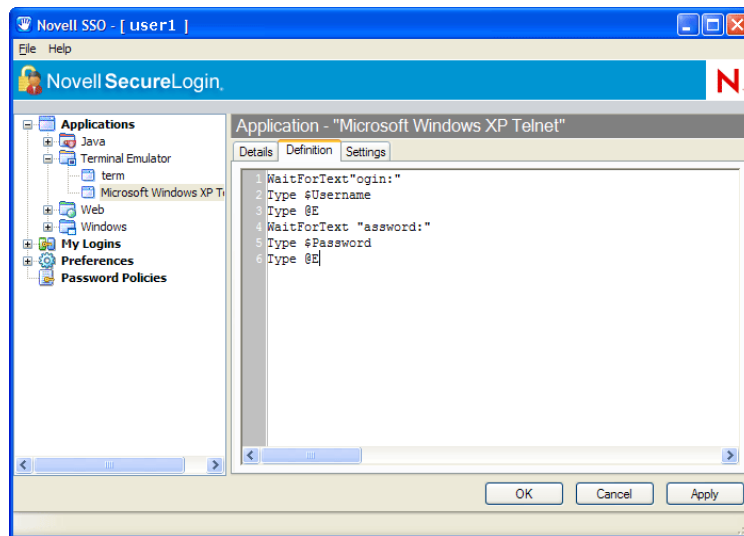 Novell SSO - [ user1 ]
File Help
Novell SecureLogin.
N
Applications
Java
Terminal Emulator
term
Microsoft Windows XP
Web
Windows
My Logins
Preferences
Password Policies
Application - "Microsoft Windows XP Telnet"
Details Definition Settings
1 WaitForText"ogin:"
2 Type $Username
3 Type @E
4 WaitForText "assword:"
5 Type $Password
6 Type @E
OK Cancel Apply